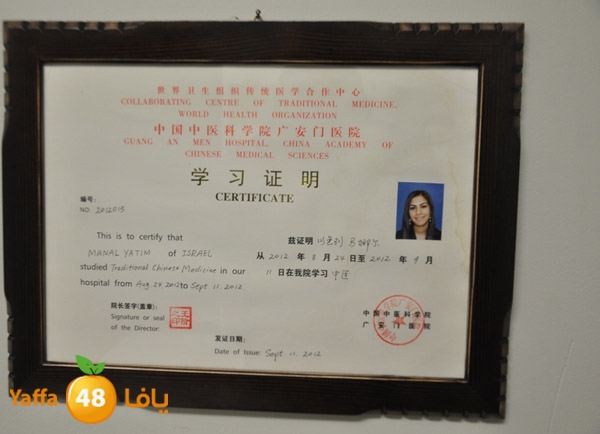 世界卫生组织传统医学合作中心
COLLABORATING CENTRE OF TRADITIONAL MEDICINE,
WORLD HEALTH ORGANIZATION
中国中医科学院广安门医院
GUANG AN MEN HOSPITAL, CHINA ACADEMY OF
CHINESE MEDICAL SCIENCES
学习证明
CERTIFICATE
编号:
NO: 2012015
This is to certify that
MANAL YATIM of ISRAEL
studied Traditional Chinese Medicine in our
hospital from Aug 24 2012 to Sept 11. 2012
院长签字(盖章):
Signature or seal
of the Director:
兹证明 以色列
从 2012 年 8 月 24 日至 2012 年 9 月
11 日在我院学习 中医
中国中医科学院
广安门医院
发证日期:
Date of Issue: Sept 11. 2012
Yaffa 48 يافا